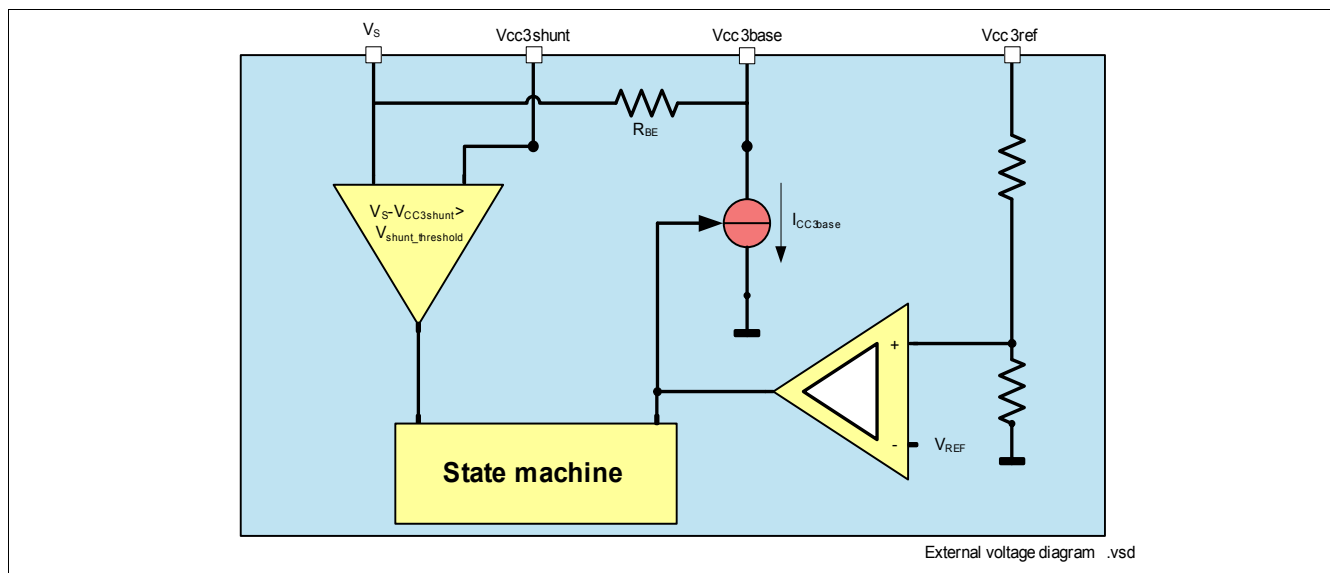 VS
Vcc3shunt
Vcc3base
Vcc3ref
RBE
VS-VCC3shunt>
Vshunt_threshold
ICC3base
+
-
VREF
State machine
External voltage diagram .vsd